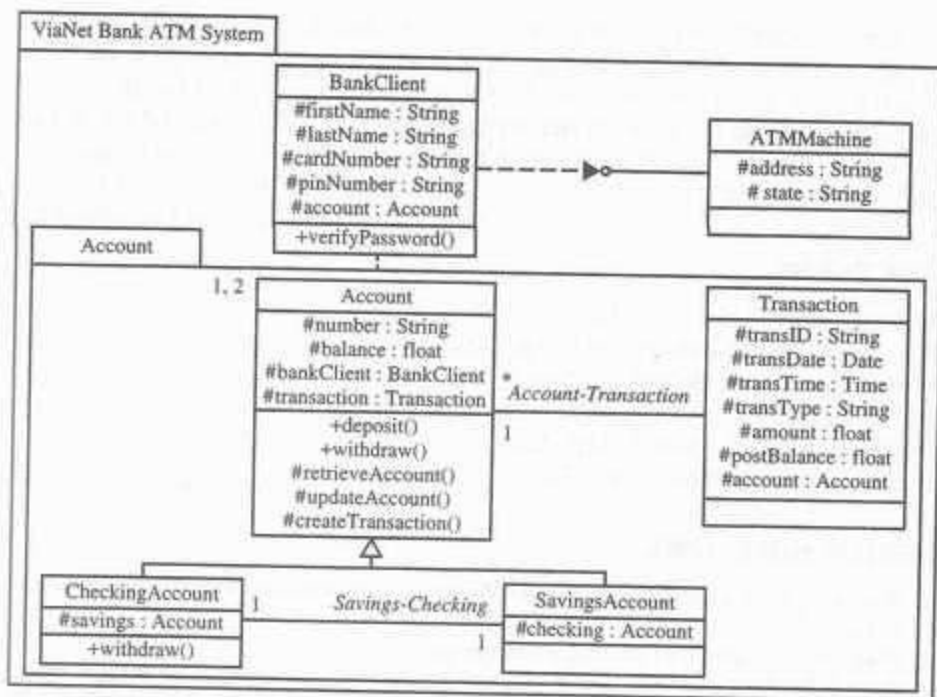 ViaNet Bank ATM System
BankClient
#firstName : String
#lastName : String
#cardNumber : String
#pinNumber : String
#account : Account
+verifyPassword()
ATMMachine
#address : String
# state : String
Account
1, 2
Account
#number : String
#balance : float
#bankClient : BankClient
#transaction : Transaction
+deposit()
+withdraw()
#retrieveAccount()
#updateAccount()
#createTransaction()
*
Account-Transaction
1
Transaction
#transID : String
#transDate : Date
#transTime : Time
#transType : String
#amount : float
#postBalance : float
#account : Account
CheckingAccount
#savings : Account
+withdraw()
1
Savings-Checking
1
SavingsAccount
#checking : Account